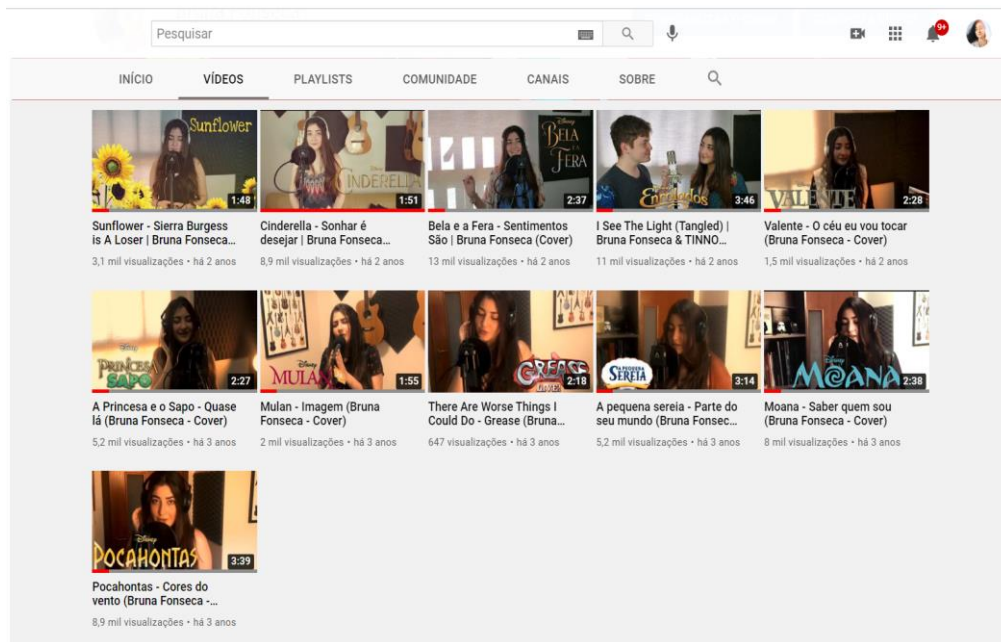 Pesquisar
9+
INÍCIO VÍDEOS PLAYLISTS COMUNIDADE CANAIS SOBRE
Sunflower
1:48
Disney
CINDERELLA
1:51
Disney
A BELA E A FERA
2:37
Enrolados
3:46
VALENTE
2:28
Sunflower - Sierra Burgess
is A Loser | Bruna Fonseca...
3,1 mil visualizações • há 2 anos
Cinderella - Sonhar é
desejar | Bruna Fonseca...
8,9 mil visualizações • há 2 anos
Bela e a Fera - Sentimentos
São | Bruna Fonseca (Cover)
13 mil visualizações • há 2 anos
I See The Light (Tangled) |
Bruna Fonseca & TINNO...
11 mil visualizações • há 2 anos
Valente - O céu eu vou tocar
(Bruna Fonseca - Cover)
1,5 mil visualizações • há 2 anos
PRINCESA
SAPO
2:27
Disney
MULAN
1:55
GREASE
2:18
A PEQUENA
SEREIA
3:14
Disney
MOANA
2:38
A Princesa e o Sapo - Quase
lá (Bruna Fonseca - Cover)
5,2 mil visualizações • há 3 anos
Mulan - Imagem (Bruna
Fonseca - Cover)
2 mil visualizações • há 3 anos
There Are Worse Things I
Could Do - Grease (Bruna...
647 visualizações • há 3 anos
A pequena sereia - Parte do
seu mundo (Bruna Fonsec...
5,2 mil visualizações • há 3 anos
Moana - Saber quem sou
(Bruna Fonseca - Cover)
8 mil visualizações • há 3 anos
Disney
POCAHONTAS
3:39
Pocahontas - Cores do
vento (Bruna Fonseca -...
8,9 mil visualizações • há 3 anos